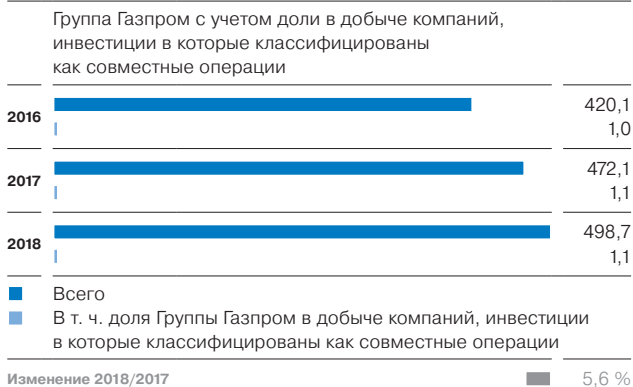 Группа Газпром с учетом доли в добыче компаний,
инвестиции в которые классифицированы
как совместные операции
2016
420,1
1,0
2017
472,1
1,1
2018
498,7
1,1
Всего
В т. ч. доля Группы Газпром в добыче компаний, инвестиции
в которые классифицированы как совместные операции
Изменение 2018/2017 5,6 %